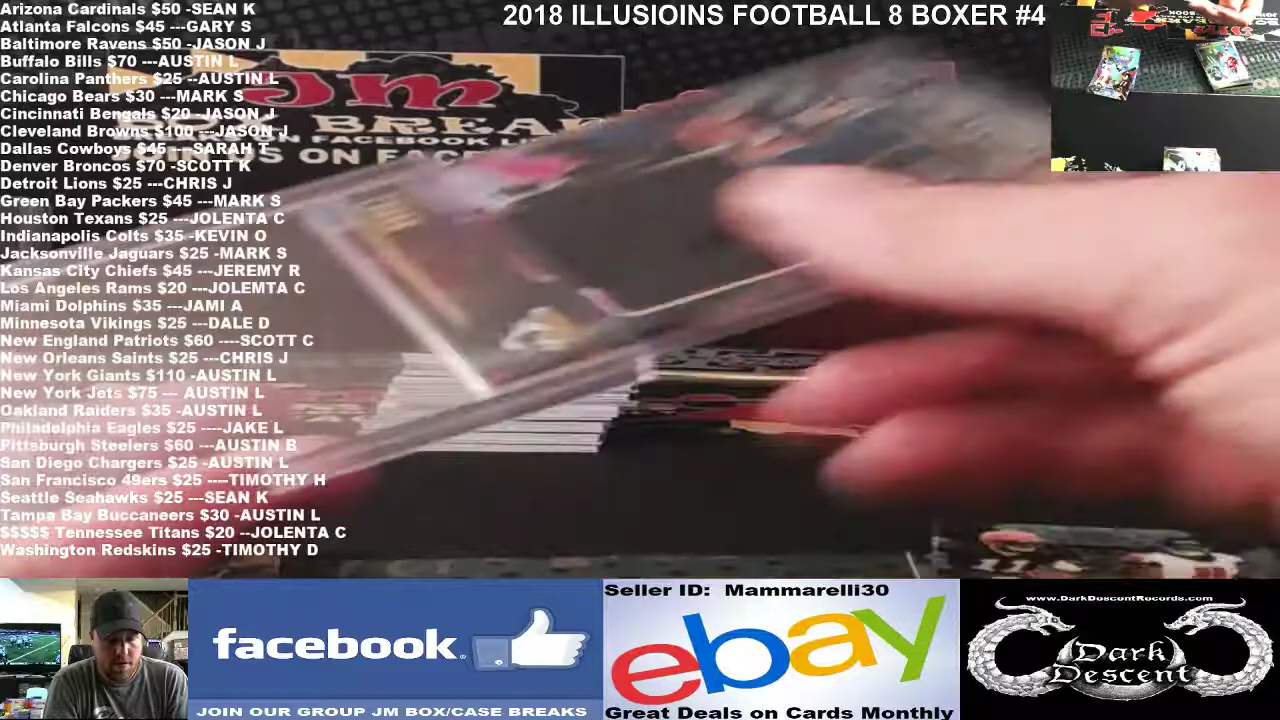 2018 ILLUSIOINS FOOTBALL 8 BOXER #4
Arizona Cardinals $50 -SEAN K
Atlanta Falcons $45 ---GARY S
Baltimore Ravens $50 -JASON J
Buffalo Bills $70 ---AUSTIN L
Carolina Panthers $25 --AUSTIN L
Chicago Bears $30 ---MARK S
Cincinnati Bengals $20 -JASON J
Cleveland Browns $100 ---JASON J
Dallas Cowboys $45 ----SARAH T
Denver Broncos $70 -SCOTT K
Detroit Lions $25 ---CHRIS J
Green Bay Packers $45 ---MARK S
Houston Texans $25 ---JOLENTA C
Indianapolis Colts $35 -KEVIN O
Jacksonville Jaguars $25 -MARK S
Kansas City Chiefs $45 ---JEREMY R
Los Angeles Rams $20 ---JOLEMTA C
Miami Dolphins $35 ---JAMI A
Minnesota Vikings $25 ---DALE D
New England Patriots $60 ----SCOTT C
New Orleans Saints $25 ---CHRIS J
New York Giants $110 -AUSTIN L
New York Jets $75 --- AUSTIN L
Oakland Raiders $35 -AUSTIN L
Philadelphia Eagles $25 ----JAKE L
Pittsburgh Steelers $60 ---AUSTIN B
San Diego Chargers $25 -AUSTIN L
San Francisco 49ers $25 ----TIMOTHY H
Seattle Seahawks $25 ---SEAN K
Tampa Bay Buccaneers $30 -AUSTIN L
$$$$$ Tennessee Titans $20 --JOLENTA C
Washington Redskins $25 -TIMOTHY D
JM
BREA
ON FACEBOOK LI
US ON FACE
facebook
JOIN OUR GROUP JM BOX/CASE BREAKS
Seller ID: Mammarelli30
ebay
Great Deals on Cards Monthly
www.DarkDescentRecords.com
Dark
Descent